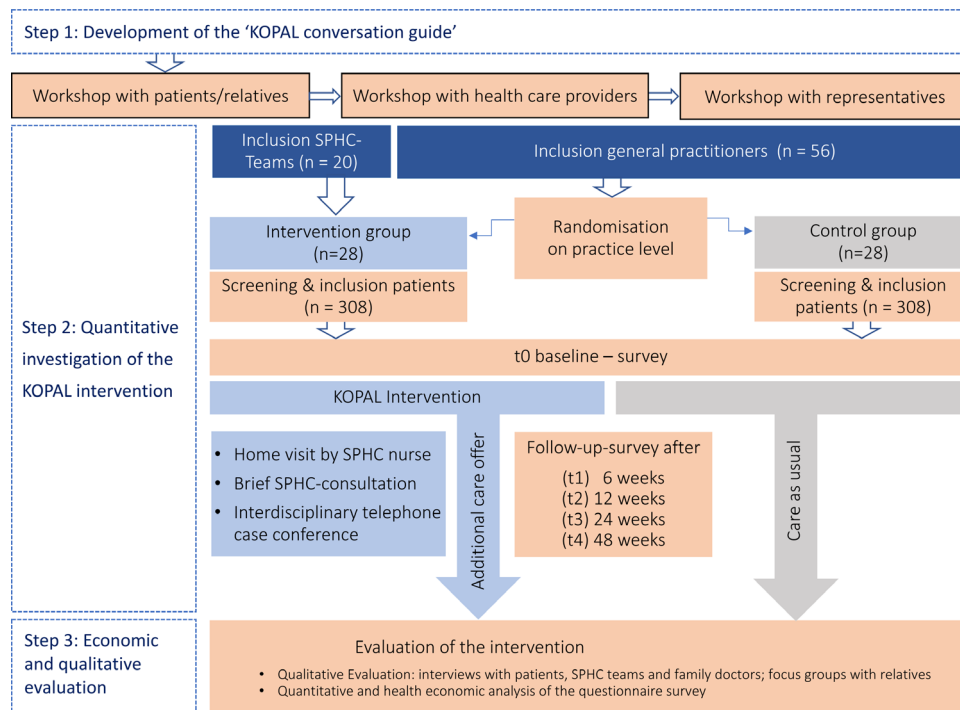 Step 1: Development of the ‘KOPAL conversation guide’
Workshop with patients/relatives
Workshop with health care providers
Workshop with representatives
Inclusion SPHC-
Teams (n = 20)
Inclusion general practitioners (n = 56)
Intervention group
(n=28)
Randomisation
on practice level
Control group
(n=28)
Screening & inclusion patients
(n = 308)
Screening & inclusion
patients (n = 308)
Step 2: Quantitative
investigation of the
KOPAL intervention
t0 baseline – survey
KOPAL Intervention
• Home visit by SPHC nurse
• Brief SPHC-consultation
• Interdisciplinary telephone
case conference
Additional care offer
Follow-up-survey after
(t1) 6 weeks
(t2) 12 weeks
(t3) 24 weeks
(t4) 48 weeks
Care as usual
Step 3: Economic
and qualitative
evaluation
Evaluation of the intervention
• Qualitative Evaluation: interviews with patients, SPHC teams and family doctors; focus groups with relatives
• Quantitative and health economic analysis of the questionnaire survey